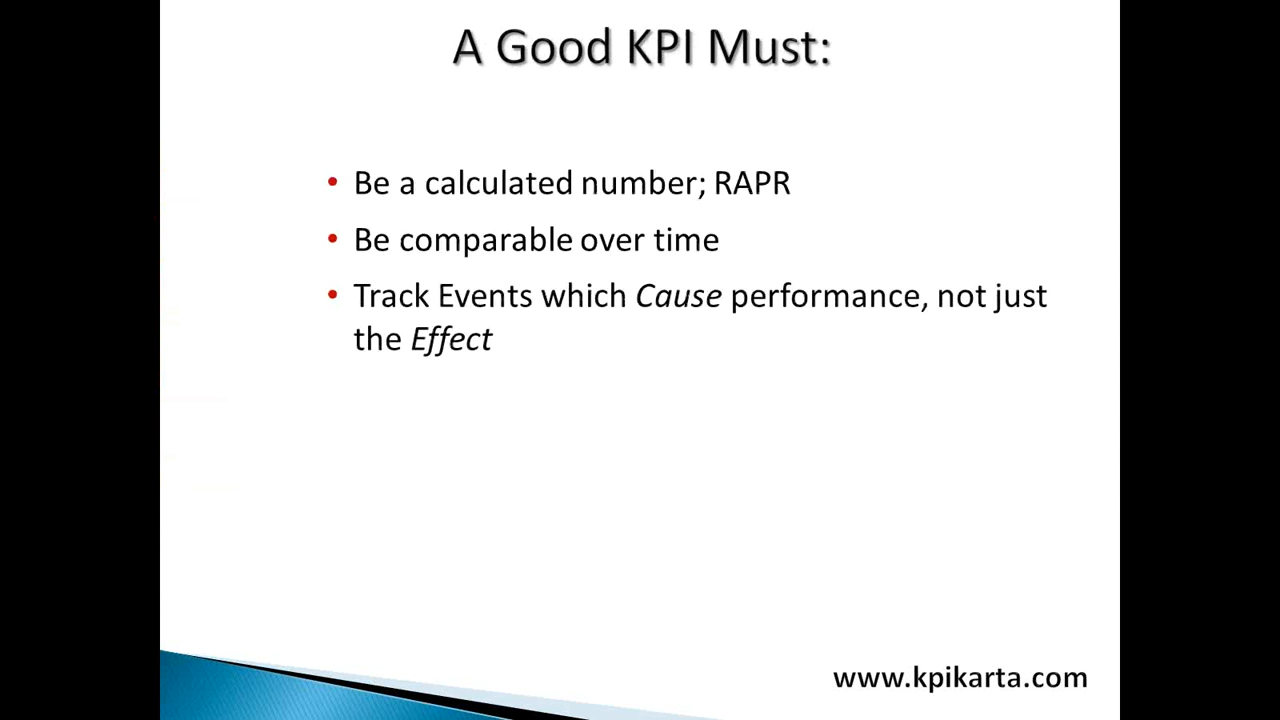 A Good KPI Must:
• Be a calculated number; RAPR
• Be comparable over time
• Track Events which Cause performance, not just
the Effect
www.kpikarta.com